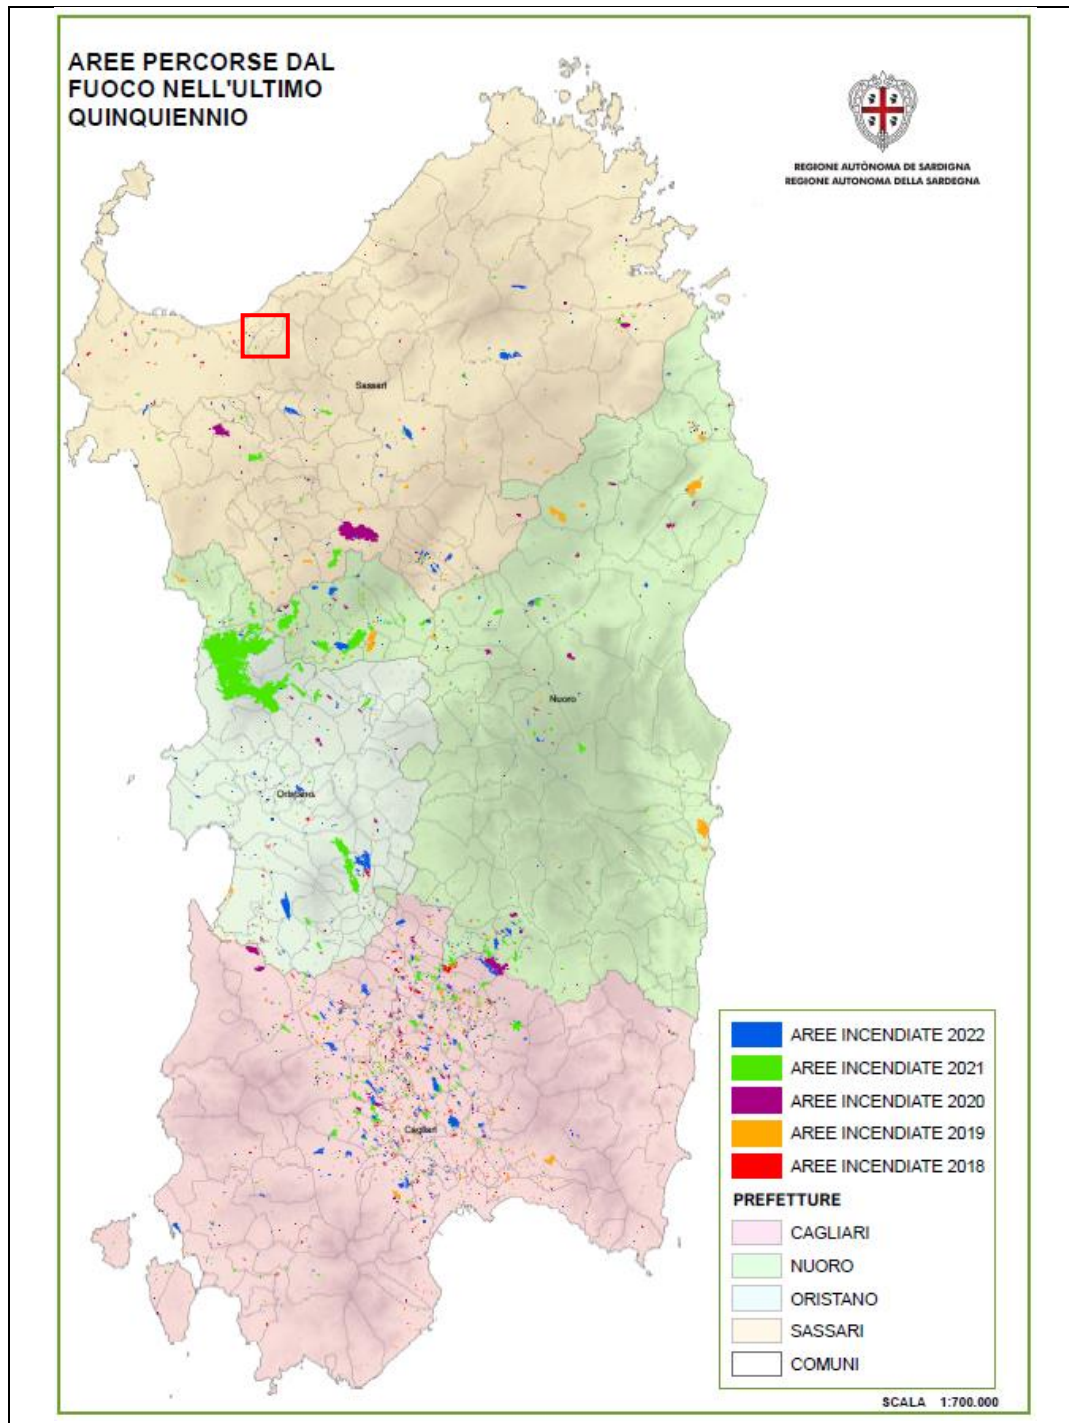 AREE PERCORSE DAL
FUOCO NELL'ULTIMO
QUINQUIENNIO
REGIONE AUTÒNOMA DE SARDIGNA
REGIONE AUTONOMA DELLA SARDEGNA
Sassari
Nuoro
Oristano
Cagliari
AREE INCENDIATE 2022
AREE INCENDIATE 2021
AREE INCENDIATE 2020
AREE INCENDIATE 2019
AREE INCENDIATE 2018
PREFETTURE
CAGLIARI
NUORO
ORISTANO
SASSARI
COMUNI
SCALA 1:700.000